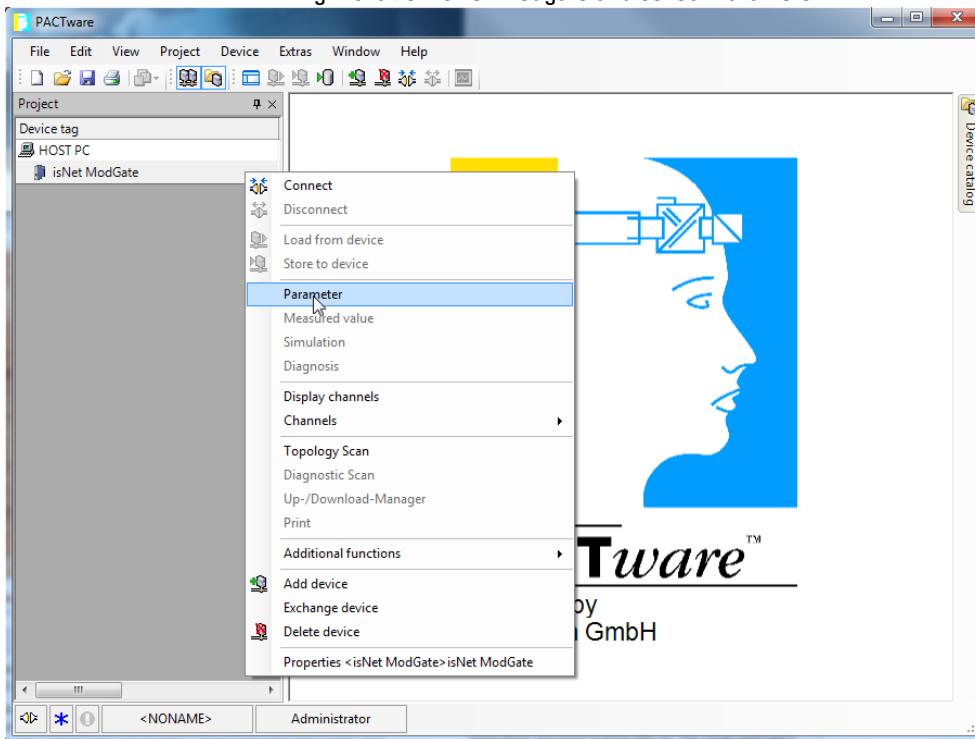 PACTware
File Edit View Project Device Extras Window Help
Project
Device tag
HOST PC
isNet ModGate
Device catalog
Connect
Disconnect
Load from device
Store to device
Parameter
Measured value
Simulation
Diagnosis
Display channels
Channels
Topology Scan
Diagnostic Scan
Up-/Download-Manager
Print
Additional functions
Add device
Exchange device
Delete device
Properties <isNet ModGate>isNet ModGate
Tware™
by
GmbH
<NONAME> Administrator